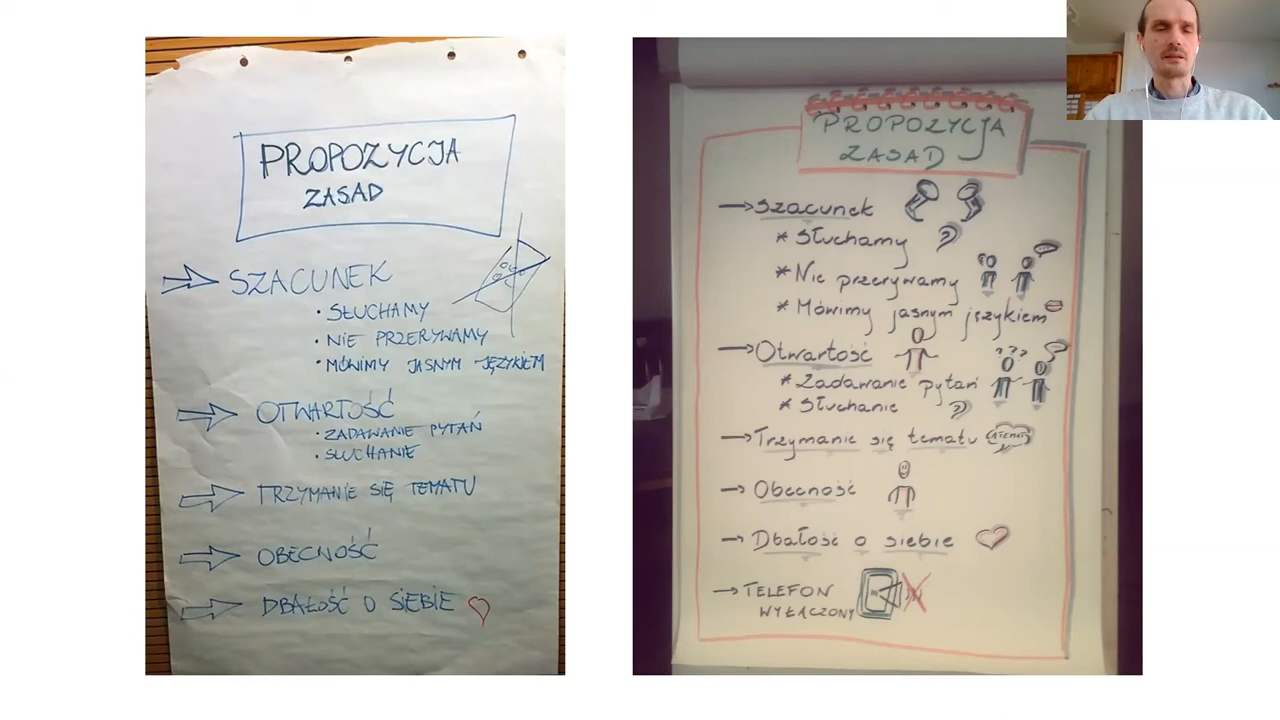 PROPOZYCJA
ZASAD
SZACUNEK
• SŁUCHAMY
• NIE PRZERYWAMY
• MÓWIMY JASNYM JĘZYKIEM
OTWARTOŚĆ
• ZADAWANIE PYTAŃ
• SŁUCHANIE
TRZYMANIE SIĘ TEMATU
OBECNOŚĆ
DBAŁOŚĆ O SIEBIE
PROPOZYCJA
ZASAD
Szacunek
* Słuchamy
* Nie przerywamy
* Mówimy jasnym językiem
Otwartość
???
* Zadawanie pytań
* Słuchanie
Trzymanie się tematu
Obecność
Dbałość o siebie
TELEFON
WYŁĄCZONY